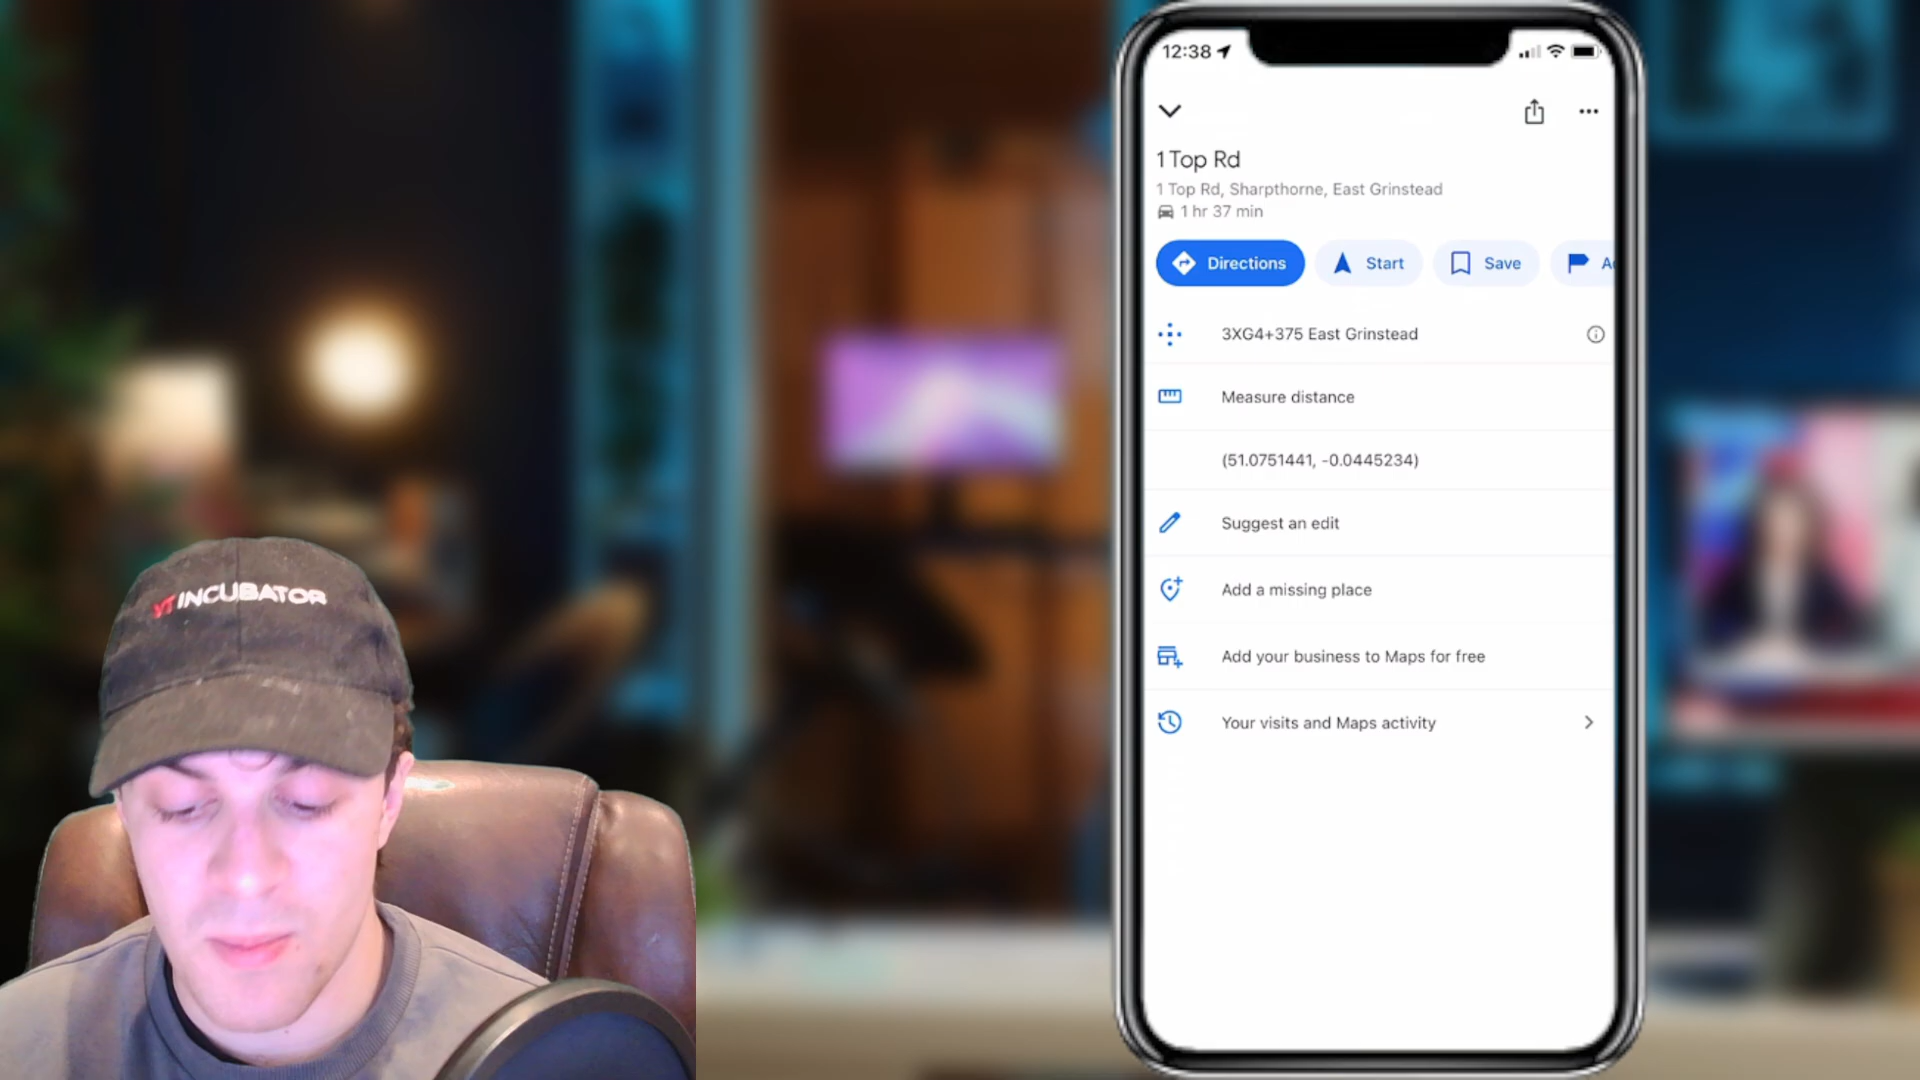 12:38
1 Top Rd
1 Top Rd, Sharpthorne, East Grinstead
1 hr 37 min
Directions
Start
Save
3XG4+375 East Grinstead
Measure distance
(51.0751441, -0.0445234)
Suggest an edit
Add a missing place
Add your business to Maps for free
Your visits and Maps activity
YTINCUBATOR